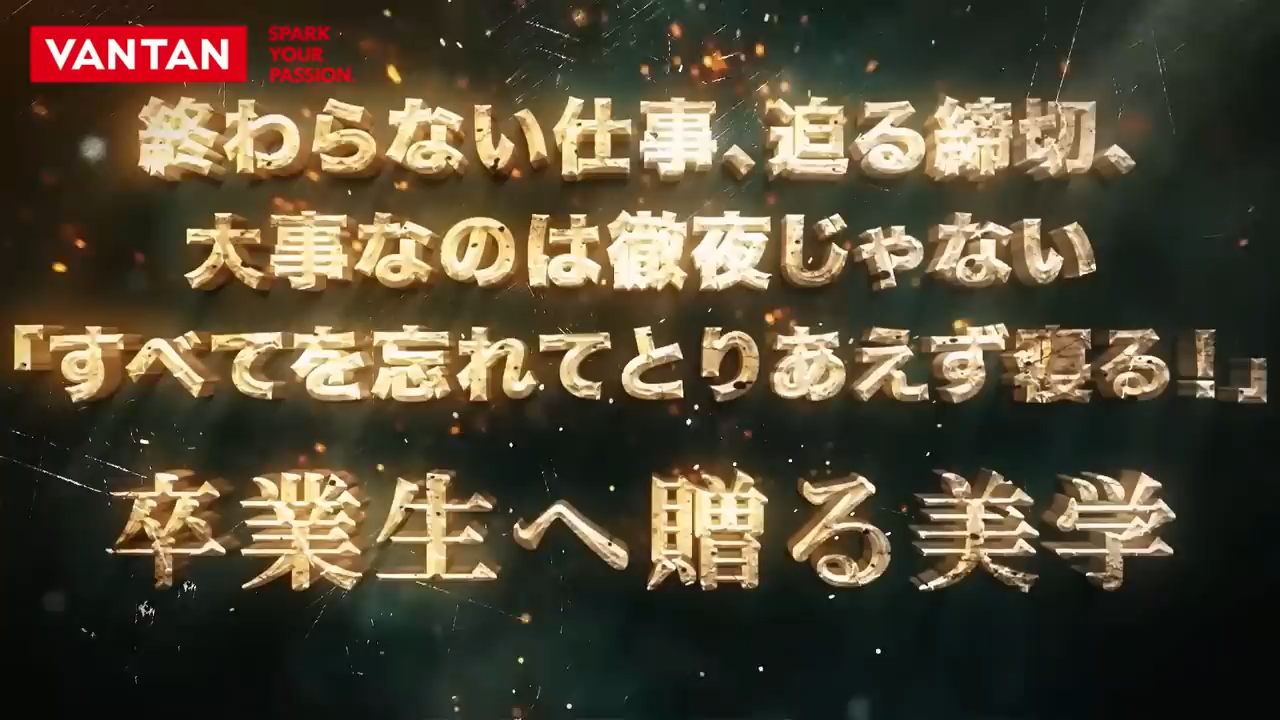 VANTAN
SPARK
YOUR
PASSION.
終わらない仕事、迫る締切、
大事なのは徹夜じゃない
「すべてを忘れてとりあえず寝る！」
卒業生へ贈る美学